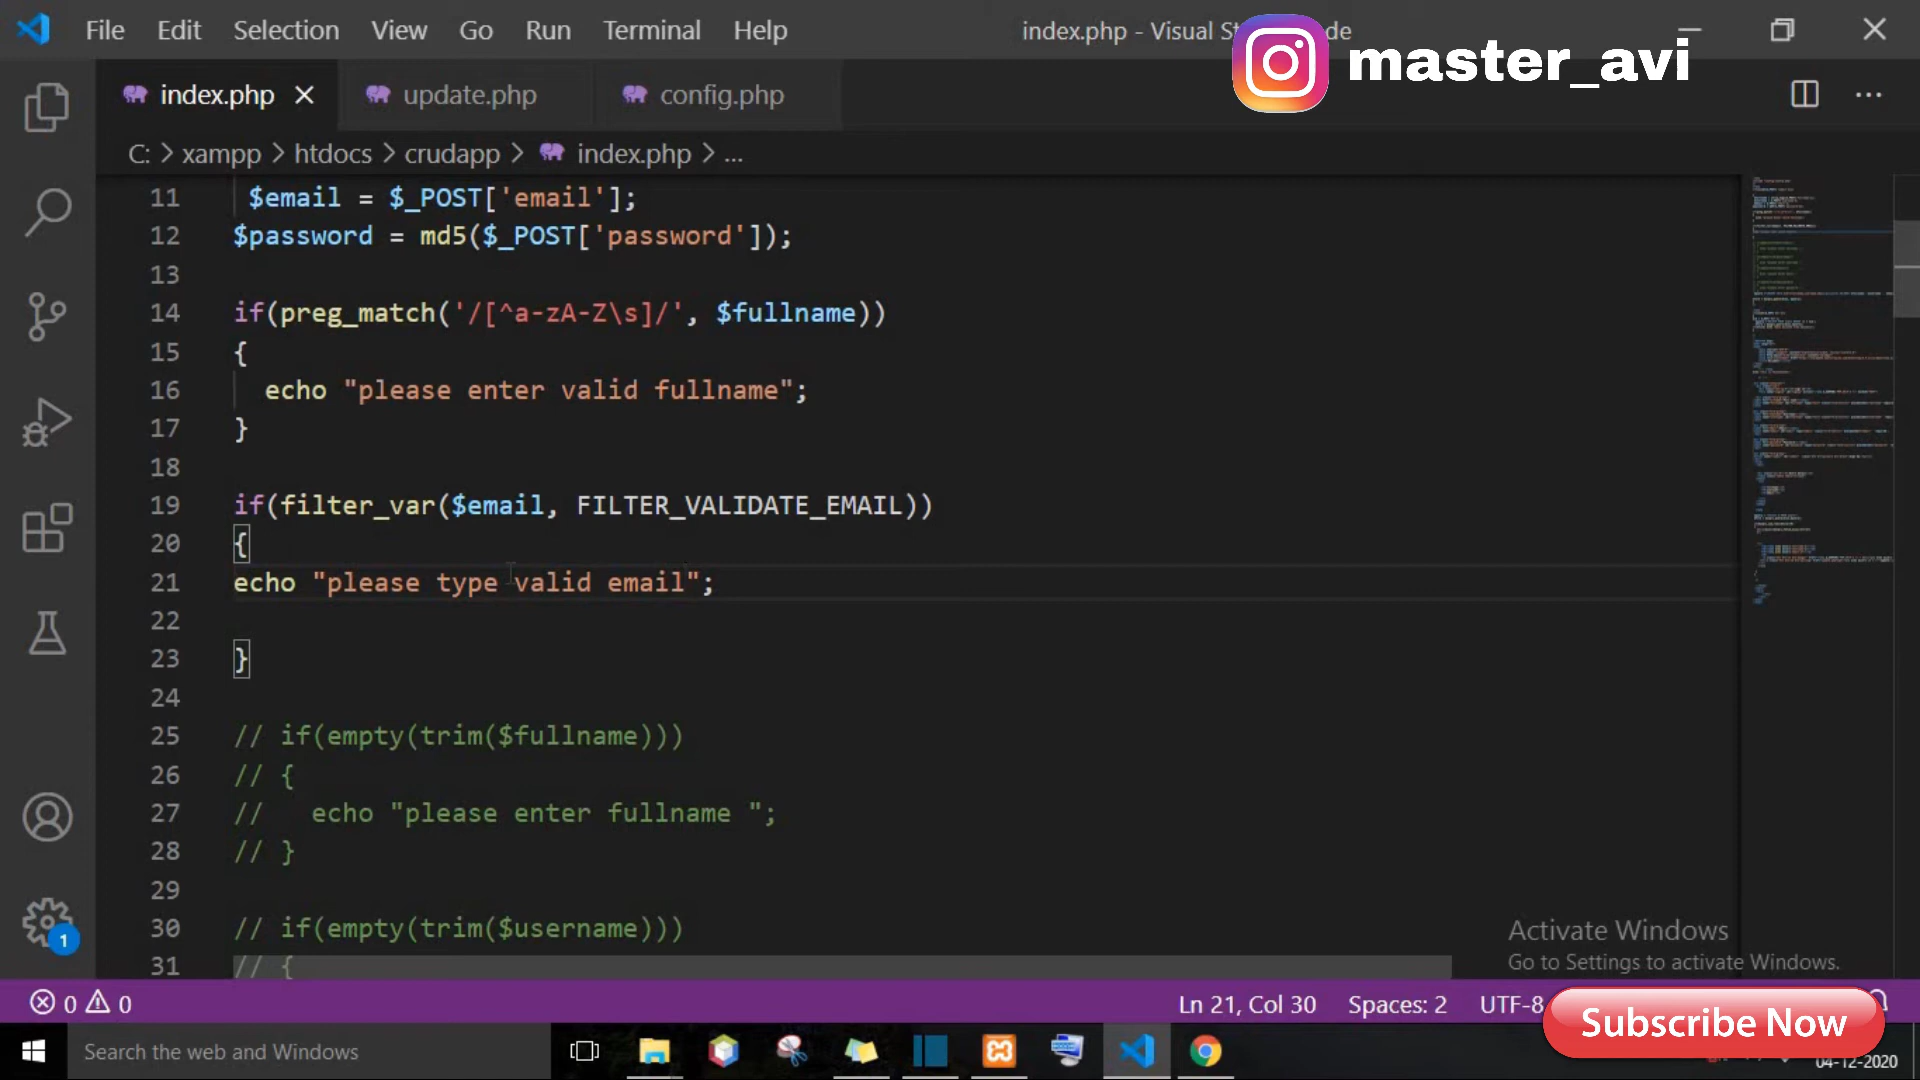 File Edit Selection View Go Run Terminal Help
index.php - Visual St de
master_avi
index.php update.php config.php
C: > xampp > htdocs > crudapp > index.php > ...
11 $email = $_POST['email'];
12 $password = md5($_POST['password']);
13
14 if(preg_match('/[^a-zA-Z\s]/', $fullname))
15 {
16 echo "please enter valid fullname";
17 }
18
19 if(filter_var($email, FILTER_VALIDATE_EMAIL))
20 {
21 echo "please type valid email";
22
23 }
24
25 // if(empty(trim($fullname)))
26 // {
27 // echo "please enter fullname ";
28 // }
29
30 // if(empty(trim($username)))
31 // {
Activate Windows
Go to Settings to activate Windows.
1
0 0
Ln 21, Col 30 Spaces: 2 UTF-8
Subscribe Now
Search the web and Windows
04-12-2020